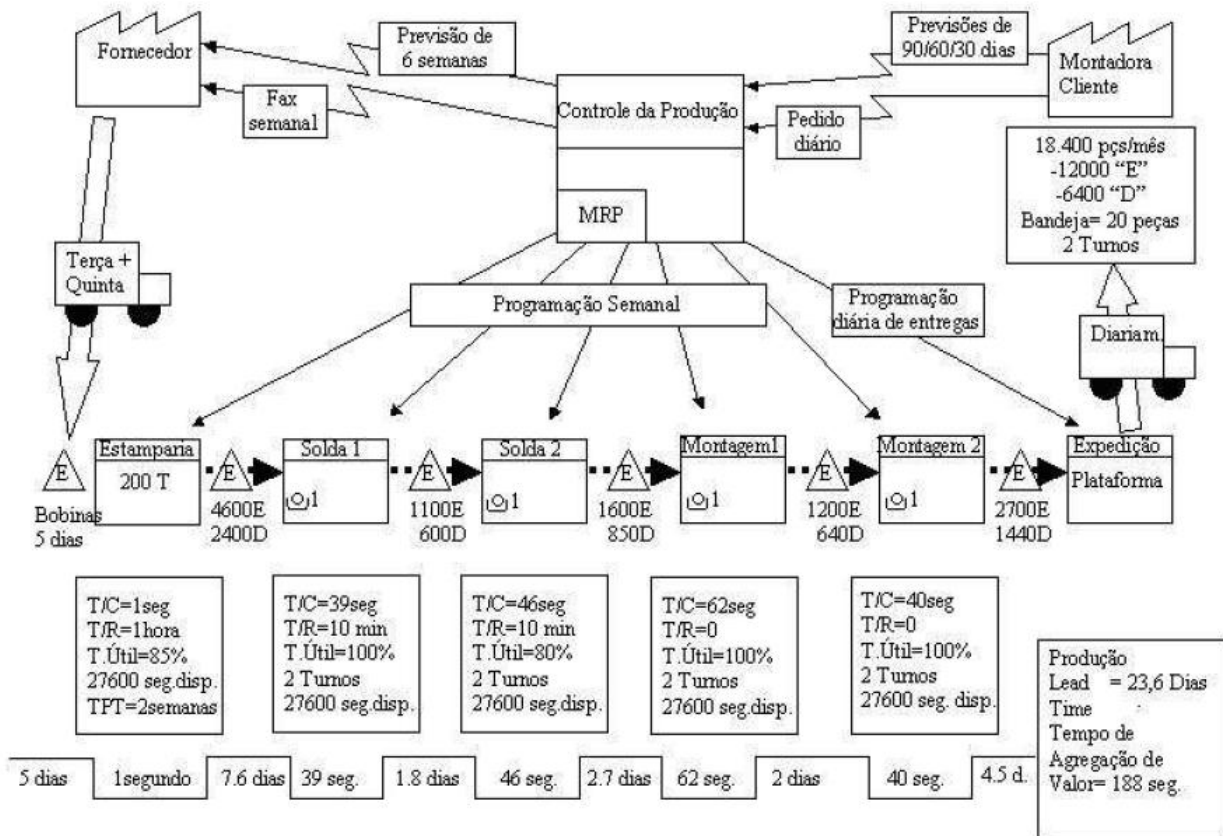 Fornecedor
Previsão de
6 semanas
Previsões de
90/60/30 dias
Montadora
Cliente
Fax
semanal
Controle da Produção
Pedido
diário
18.400 pçs/mês
-12000 “E”
-6400 “D”
Bandeja= 20 peças
2 Turnos
MRP
Terça +
Quinta
Programação Semanal
Programação
diária de entregas
Diariam.
E
Bobinas
5 dias
Estamparia
200 T
E
4600E
2400D
Solda 1
1
E
1100E
600D
Solda 2
1
E
1600E
850D
Montagem1
1
E
1200E
640D
Montagem 2
1
E
2700E
1440D
Expedição
Plataforma
T/C=1seg
T/R=1hora
T.Útil=85%
27600 seg.disp.
TPT=2semanas
T/C=39seg
T/R=10 min
T.Útil=100%
2 Turnos
27600 seg.disp.
T/C=46seg
T/R=10 min
T.Útil=80%
2 Turnos
27600 seg.disp.
T/C=62seg
T/R=0
T.Útil=100%
2 Turnos
27600 seg.disp.
T/C=40seg
T/R=0
T.Útil=100%
2 Turnos
27600 seg.disp.
Produção
Lead = 23,6 Dias
Time
Tempo de
Agregação de
Valor= 188 seg.
5 dias
1segundo
7.6 dias
39 seg.
1.8 dias
46 seg.
2.7 dias
62 seg.
2 dias
40 seg.
4.5 d.